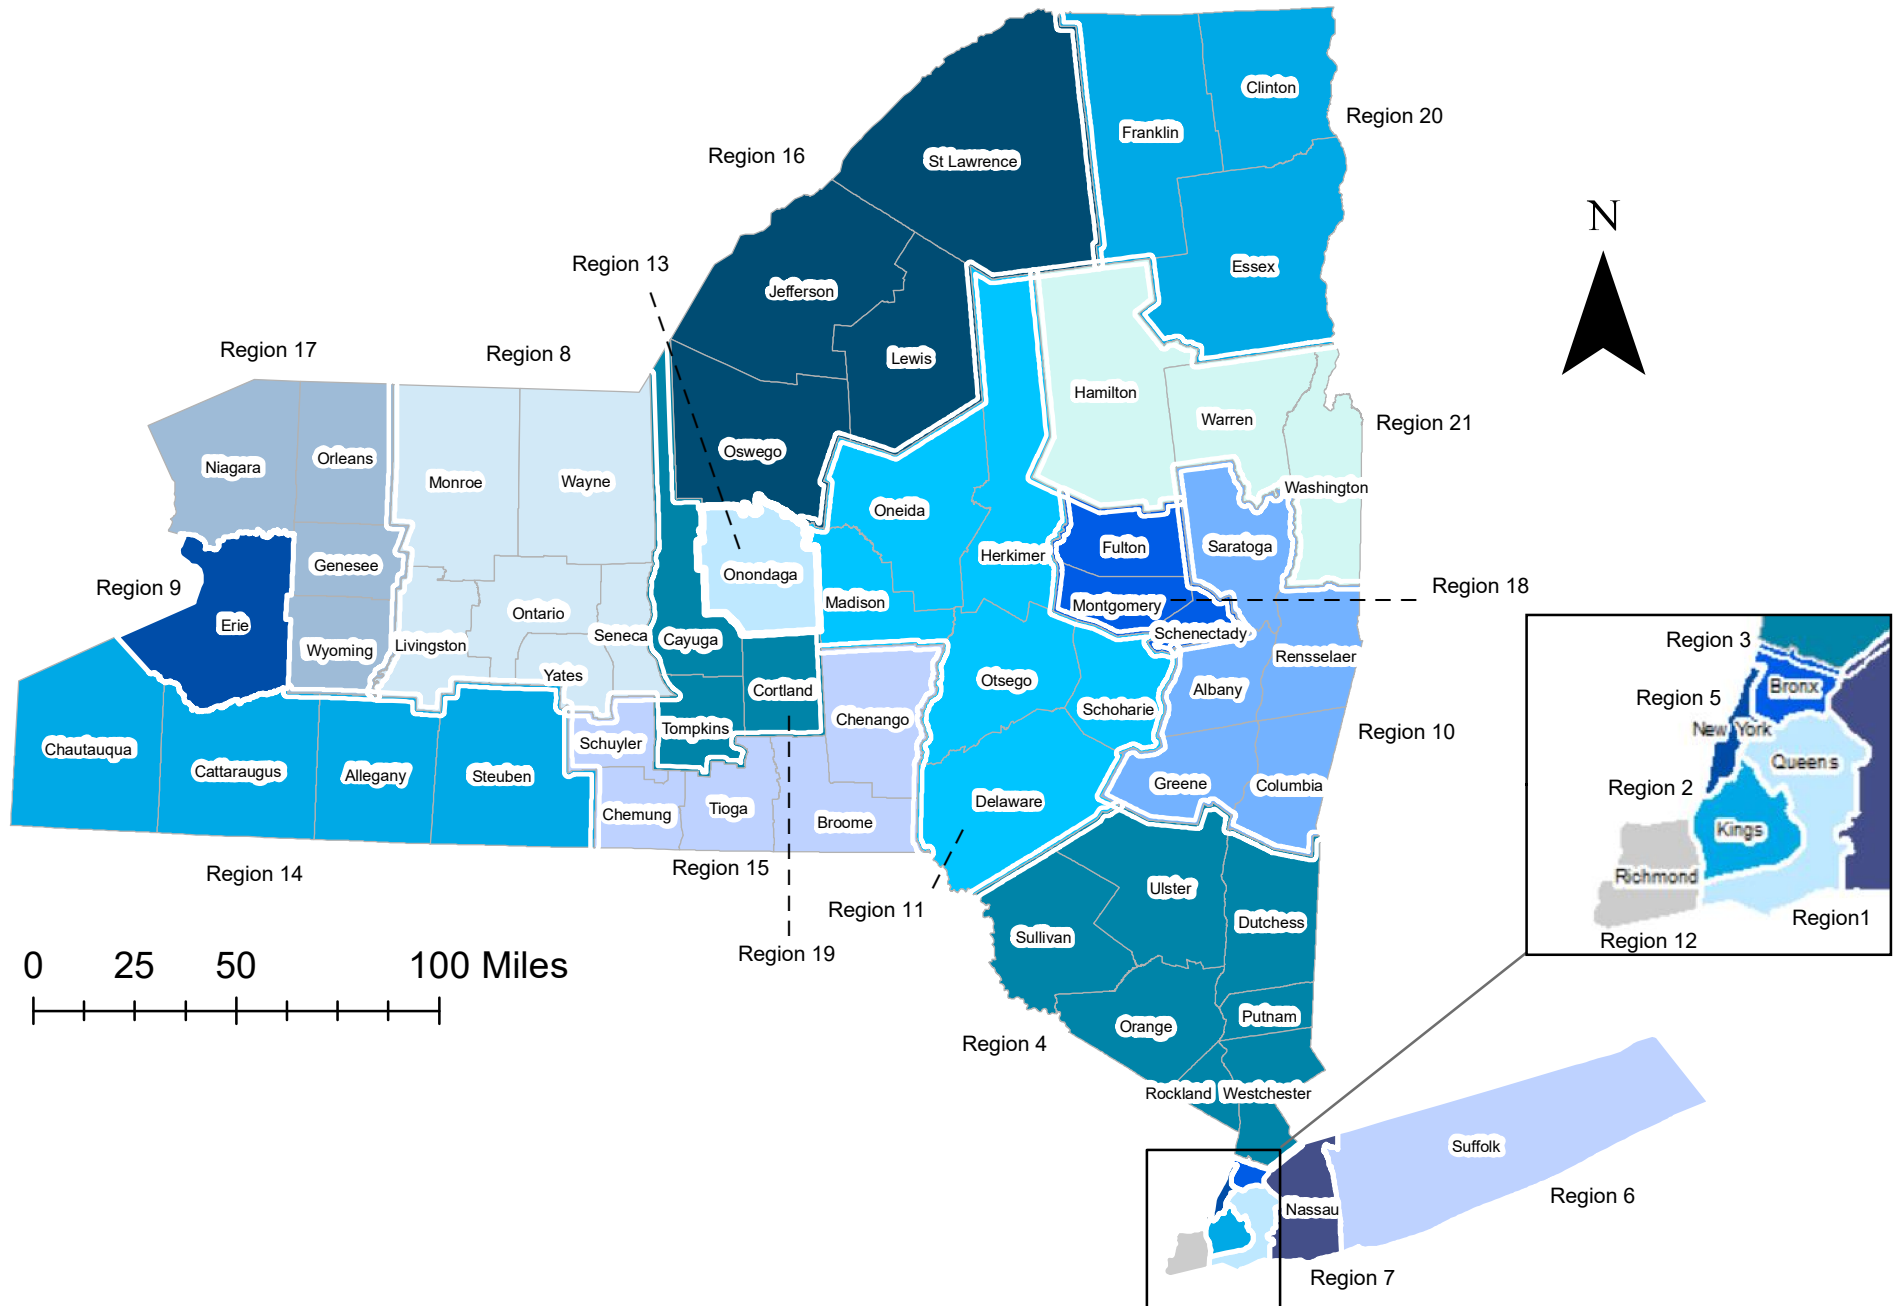 Clinton
Region 20
Franklin
Region 16
St Lawrence
N
Region 13
Essex
Jefferson
Region 17
Region 8
Lewis
Hamilton
Warren
Region 21
Oswego
Orleans
Niagara
Monroe
Wayne
Washington
Oneida
Fulton
Saratoga
Herkimer
Genesee
Onondaga
Region 9
Region 18
Madison
Montgomery
Ontario
Erie
Schenectady
Seneca
Cayuga
Livingston
Wyoming
Rensselaer
Yates
Otsego
Cortland
Albany
Schoharie
Chenango
Tompkins
Region 10
Schuyler
Chautauqua
Cattaraugus
Allegany
Steuben
Greene
Columbia
Delaware
Tioga
Chemung
Broome
Region 14
Region 15
Ulster
Region 11
Dutchess
Sullivan
Region 19
0 25 50 100 Miles
Putnam
Orange
Region 4
Rockland
Westchester
Suffolk
Region 6
Nassau
Region 7
Region 3
Bronx
Region 5
New York
Queens
Region 2
Kings
Richmond
Region1
Region 12